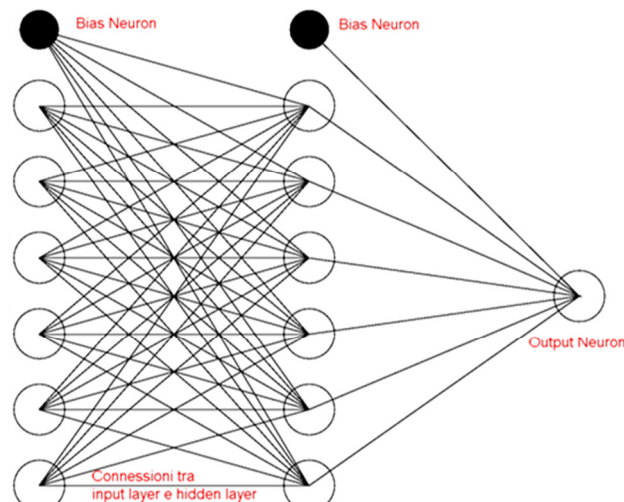 Bias Neuron
Bias Neuron
Output Neuron
Connessioni tra
input layer e hidden layer